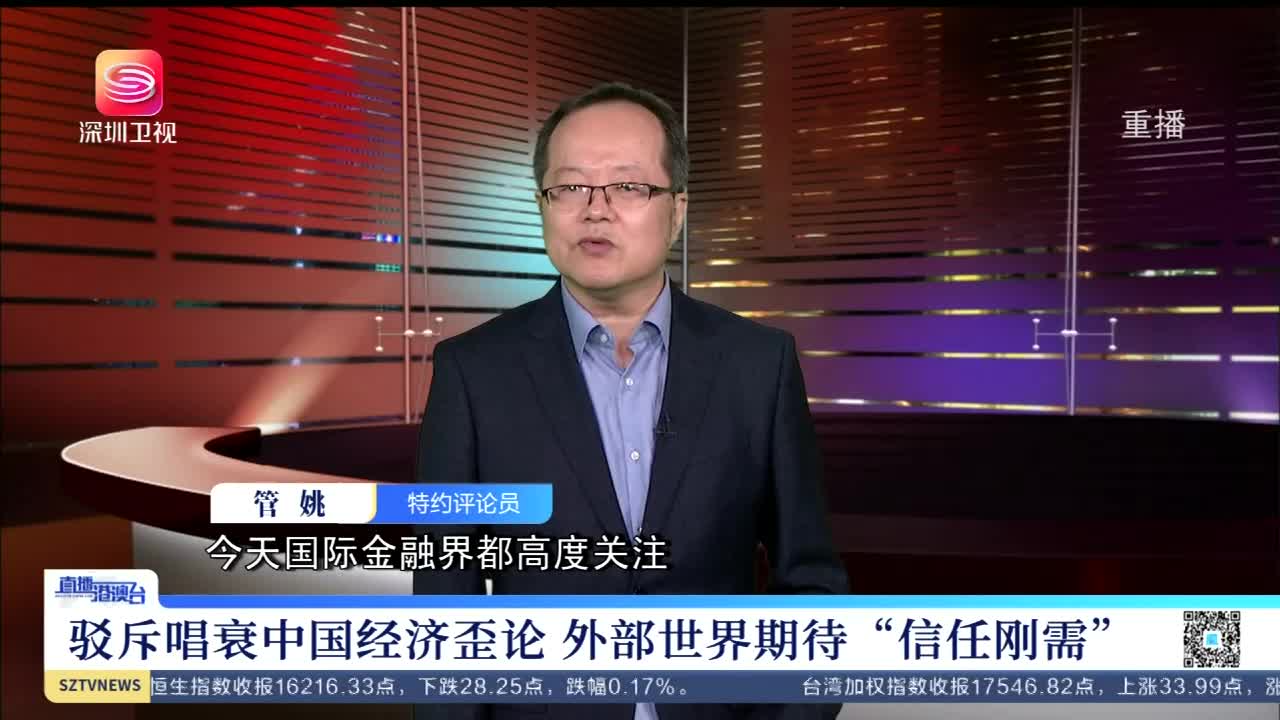 深圳卫视
重播
管 姚
特约评论员
今天国际金融界都高度关注
直播港澳台
驳斥唱衰中国经济歪论 外部世界期待“信任刚需”
SZTVNEWS
恒生指数收报16216.33点，下跌28.25点，跌幅0.17%。 台湾加权指数收报17546.82点，上涨33.99点，涨